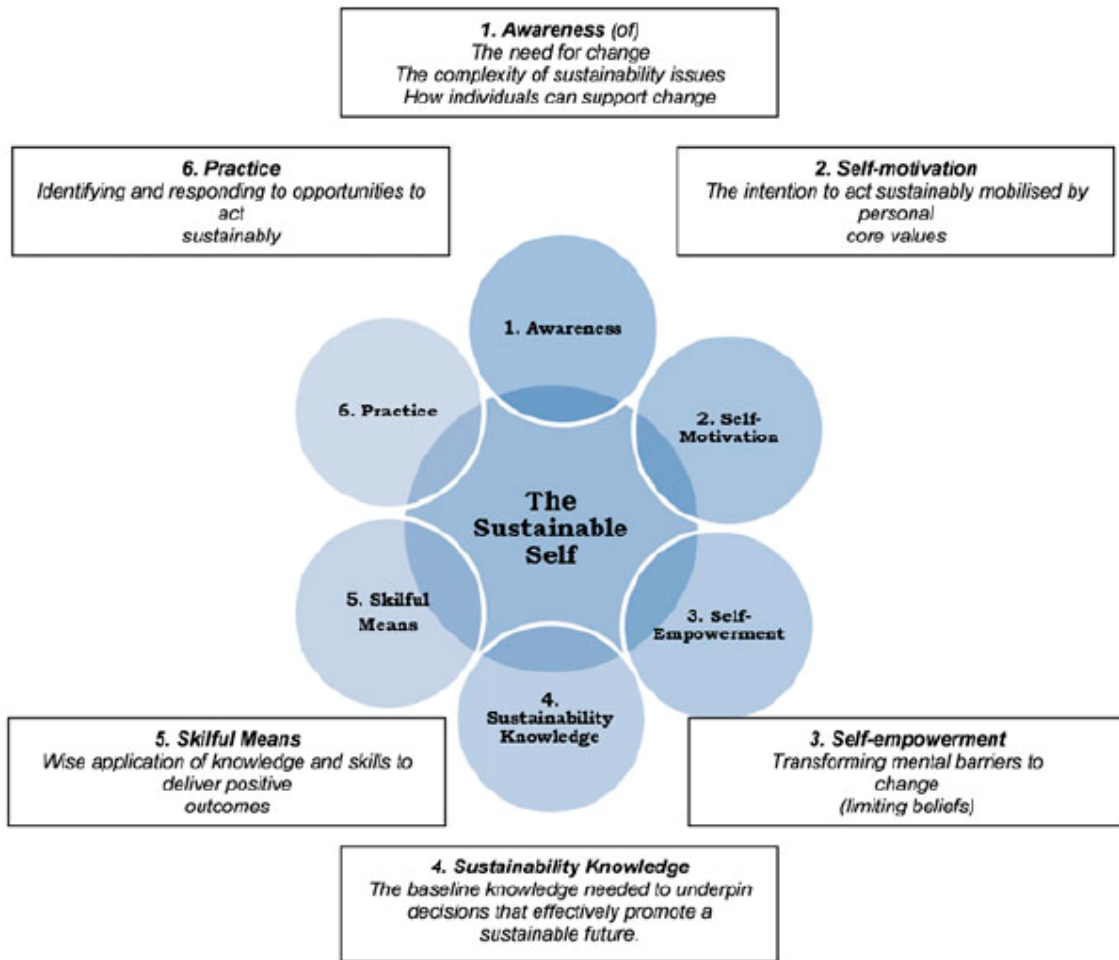 1. Awareness (of)
The need for change
The complexity of sustainability issues
How individuals can support change
6. Practice
Identifying and responding to opportunities to
act
sustainably
2. Self-motivation
The intention to act sustainably mobilised by
personal
core values
1. Awareness
6. Practice
2. Self-
Motivation
The
Sustainable
Self
5. Skilful
Means
3. Self-
Empowerment
4.
Sustainability
Knowledge
5. Skilful Means
Wise application of knowledge and skills to
deliver positive
outcomes
3. Self-empowerment
Transforming mental barriers to
change
(limiting beliefs)
4. Sustainability Knowledge
The baseline knowledge needed to underpin
decisions that effectively promote a
sustainable future.